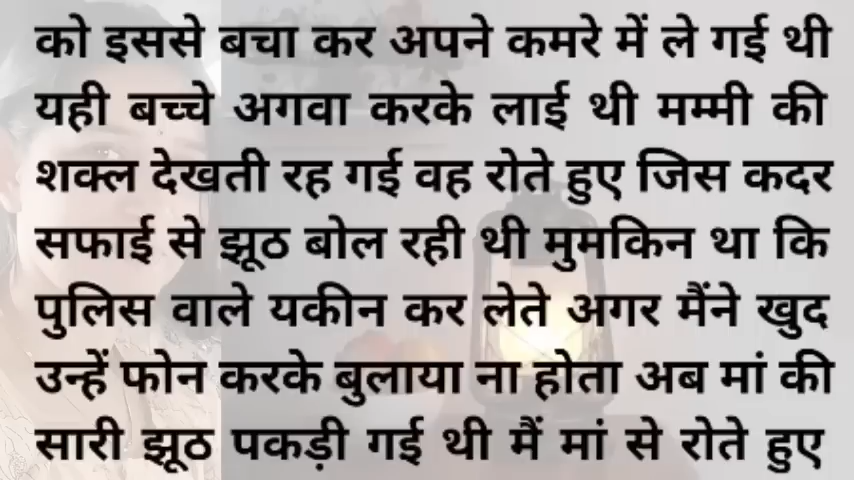 को इससे बचा कर अपने कमरे में ले गई थी
यही बच्चे अगवा करके लाई थी मम्मी की
शक्ल देखती रह गई वह रोते हुए जिस कदर
सफाई से झूठ बोल रही थी मुमकिन था कि
पुलिस वाले यकीन कर लेते अगर मैंने खुद
उन्हें फोन करके बुलाया ना होता अब मां की
सारी झूठ पकड़ी गई थी मैं मां से रोते हुए